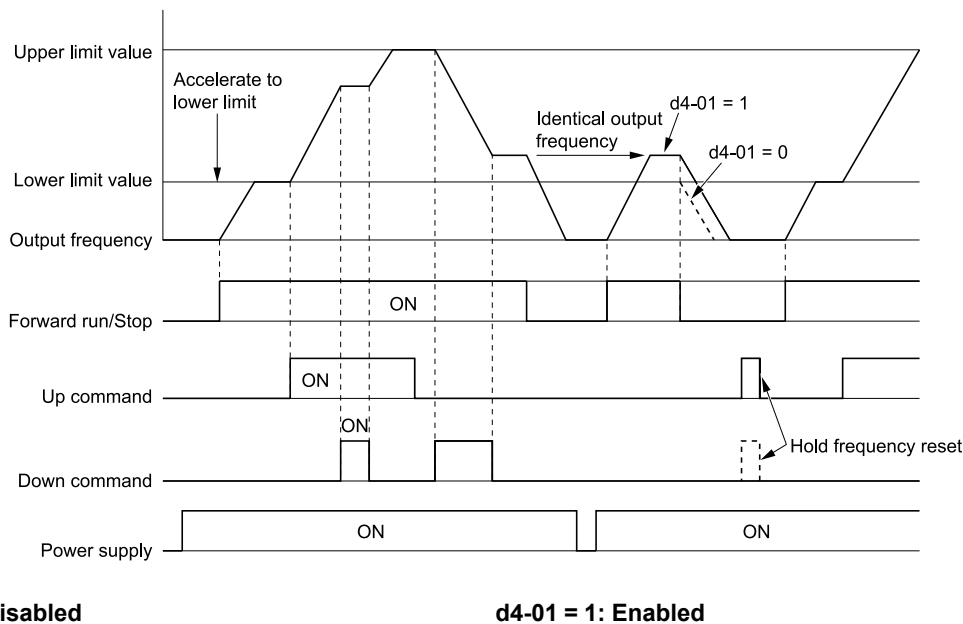 Upper limit value
Accelerate to
lower limit
Identical output
frequency
d4-01 = 1
d4-01 = 0
Lower limit value
Output frequency
Forward run/Stop
ON
Up command
ON
ON
Down command
Hold frequency reset
Power supply
ON
ON
isabled
d4-01 = 1: Enabled